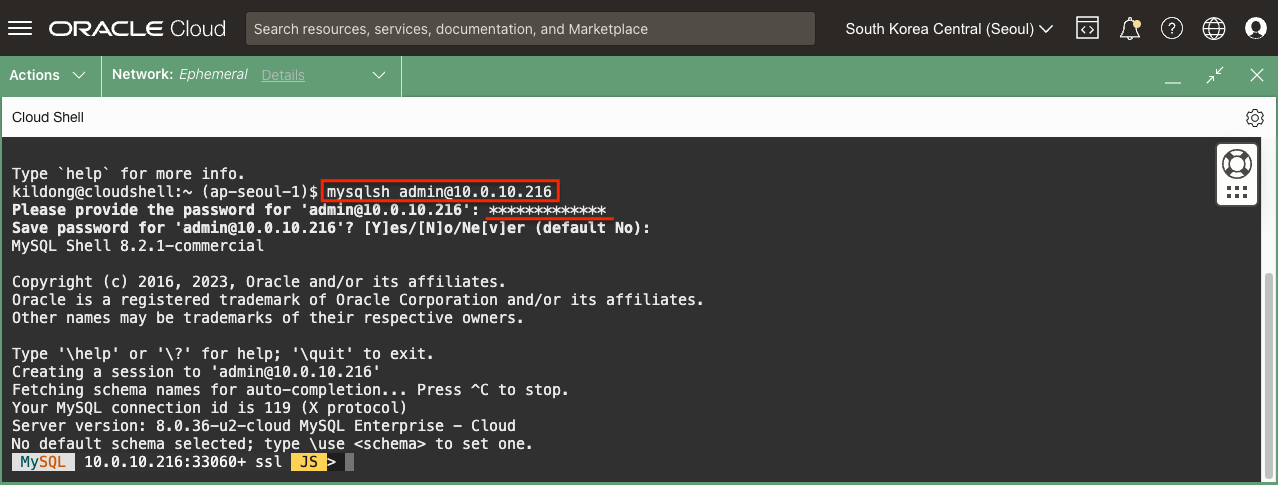 ORACLE Cloud
Search resources, services, documentation, and Marketplace
South Korea Central (Seoul)
Actions
Network: Ephemeral Details
Cloud Shell
Type `help` for more info.
kildong@cloudshell:~ (ap-seoul-1)$ mysqlsh admin@10.0.10.216
Please provide the password for 'admin@10.0.10.216': *************
Save password for 'admin@10.0.10.216'? [Y]es/[N]o/Ne[v]er (default No):
MySQL Shell 8.2.1-commercial
Copyright (c) 2016, 2023, Oracle and/or its affiliates.
Oracle is a registered trademark of Oracle Corporation and/or its affiliates.
Other names may be trademarks of their respective owners.
Type '\help' or '\?' for help; '\quit' to exit.
Creating a session to 'admin@10.0.10.216'
Fetching schema names for auto-completion... Press ^C to stop.
Your MySQL connection id is 119 (X protocol)
Server version: 8.0.36-u2-cloud MySQL Enterprise - Cloud
No default schema selected; type \use <schema> to set one.
MySQL 10.0.10.216:33060+ ssl JS >